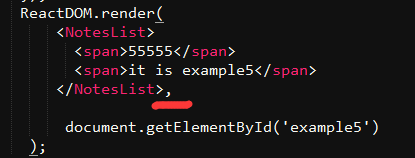 ReactDOM.render(
<NotesList>
<span>55555</span>
<span>it is example5</span>
</NotesList>,
document.getElementById('example5')
);